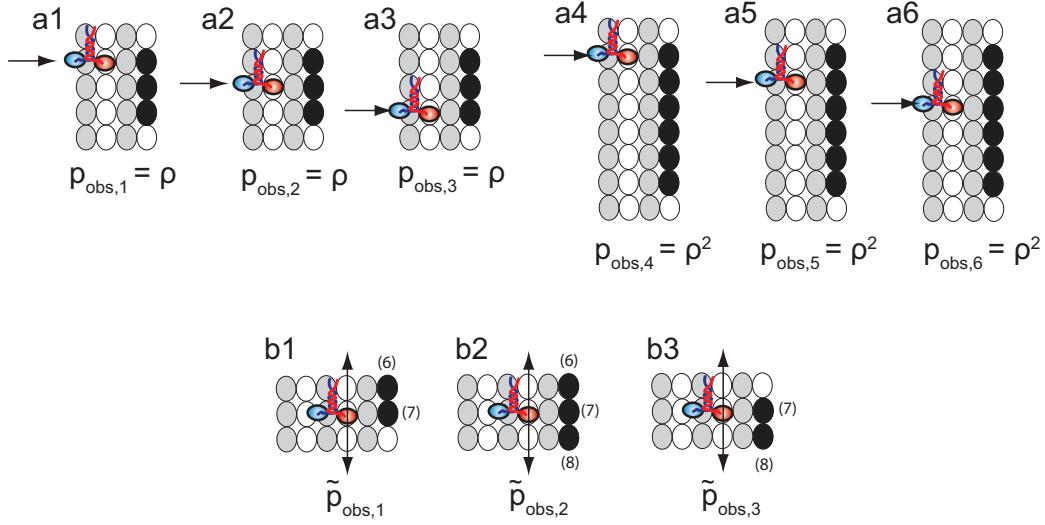 a1 a2 a3 a4 a5 a6
p_obs,1 = ρ p_obs,2 = ρ p_obs,3 = ρ
p_obs,4 = ρ² p_obs,5 = ρ² p_obs,6 = ρ²
b1 b2 b3
(6) (6)
(7) (7) (7)
(8) (8)
p̃_obs,1 p̃_obs,2 p̃_obs,3